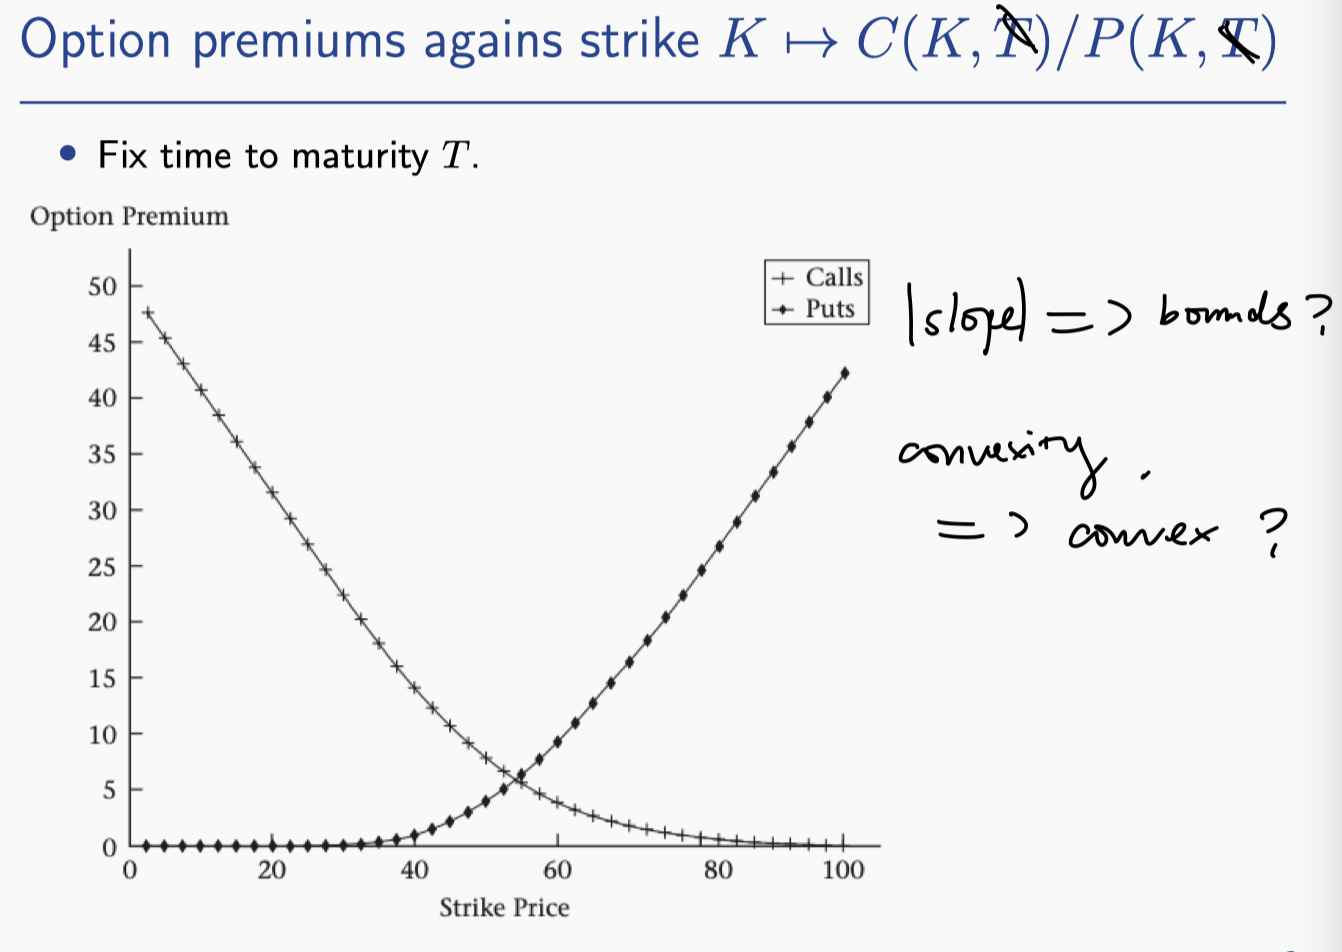 Option premiums agains strike K ↦ C(K, T)/P(K, T)
• Fix time to maturity T.
Option Premium
50
45
40
35
30
25
20
15
10
5
0
+ Calls
Puts
|slope| => bounds?
convexity.
=> convex ?
0 20 40 60 80 100
Strike Price